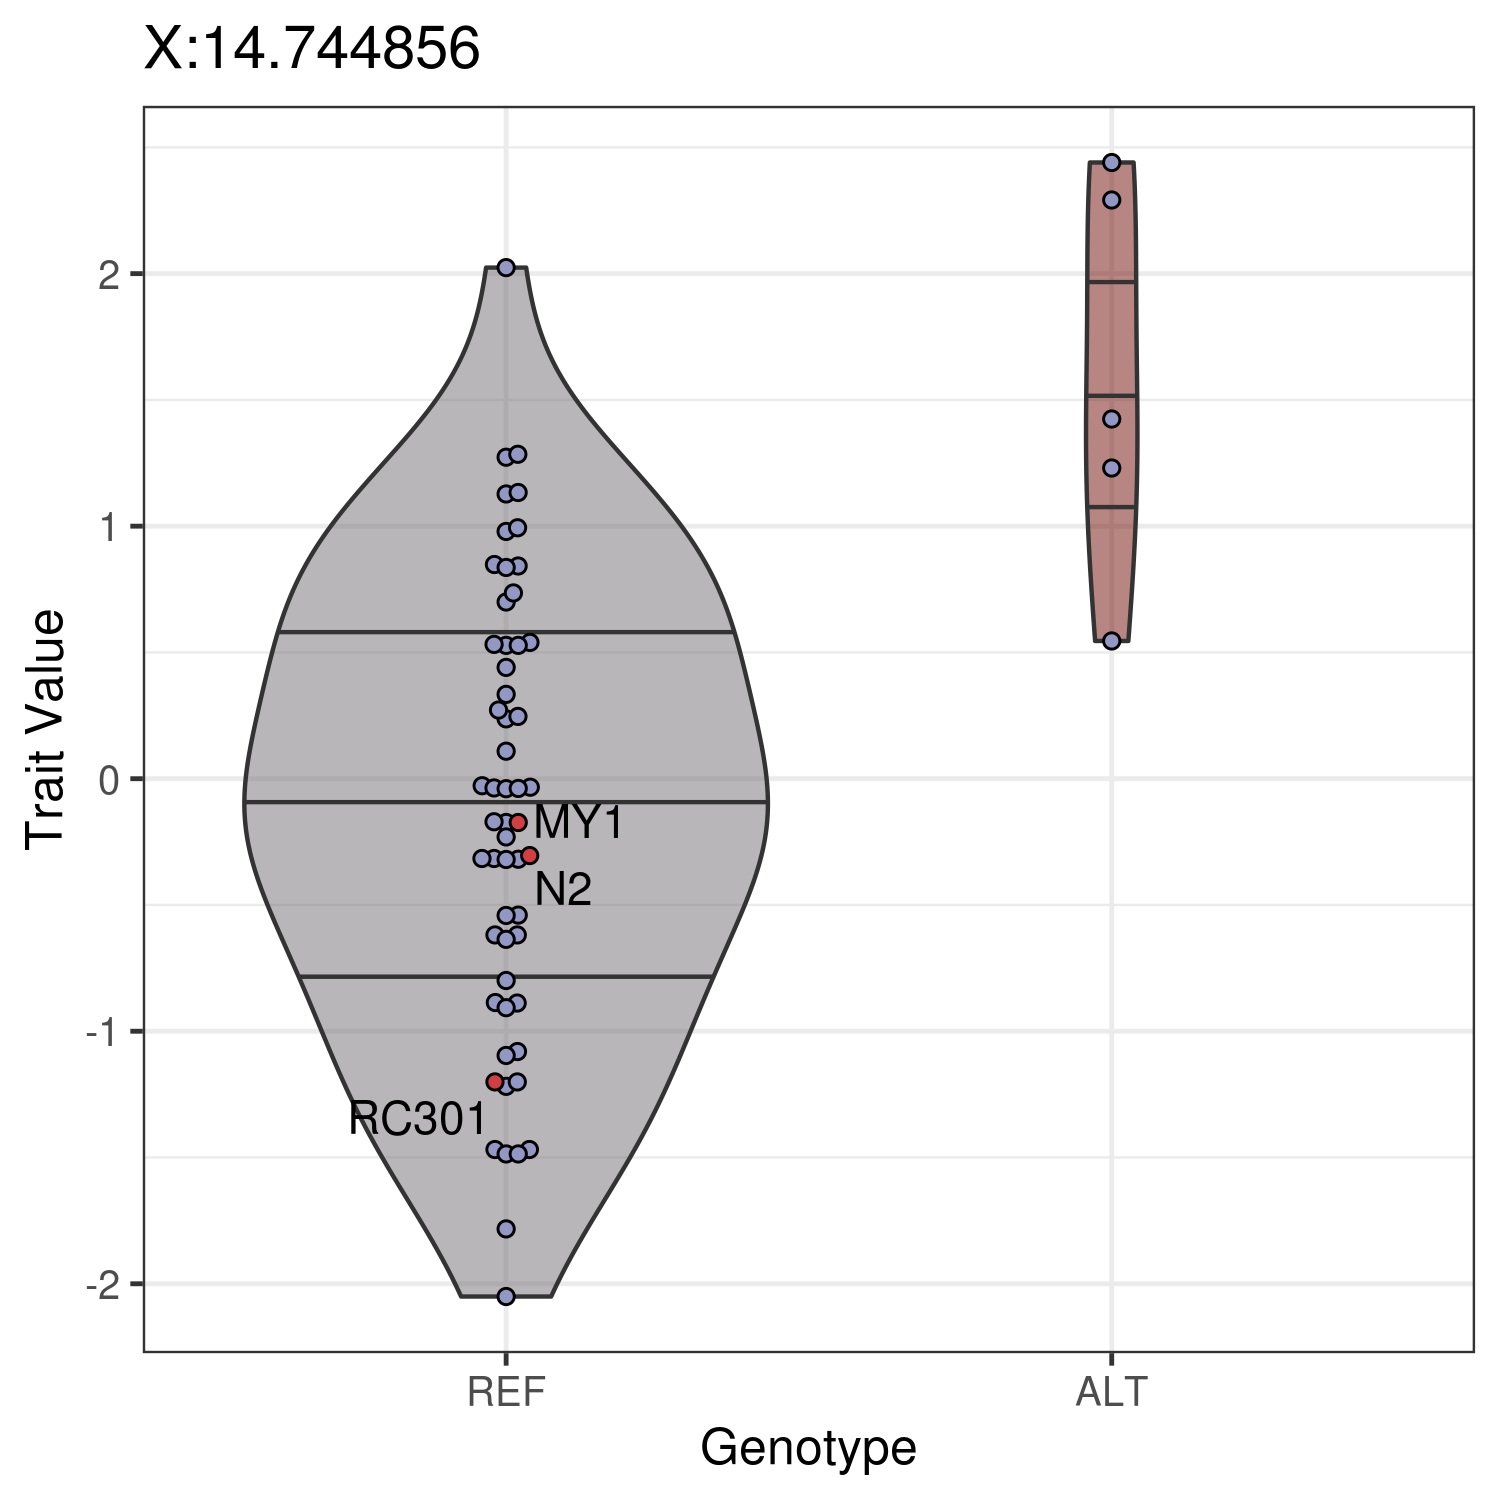 X:14.744856
Trait Value
2
1
0
-1
-2
MY1
N2
RC301
REF
ALT
Genotype